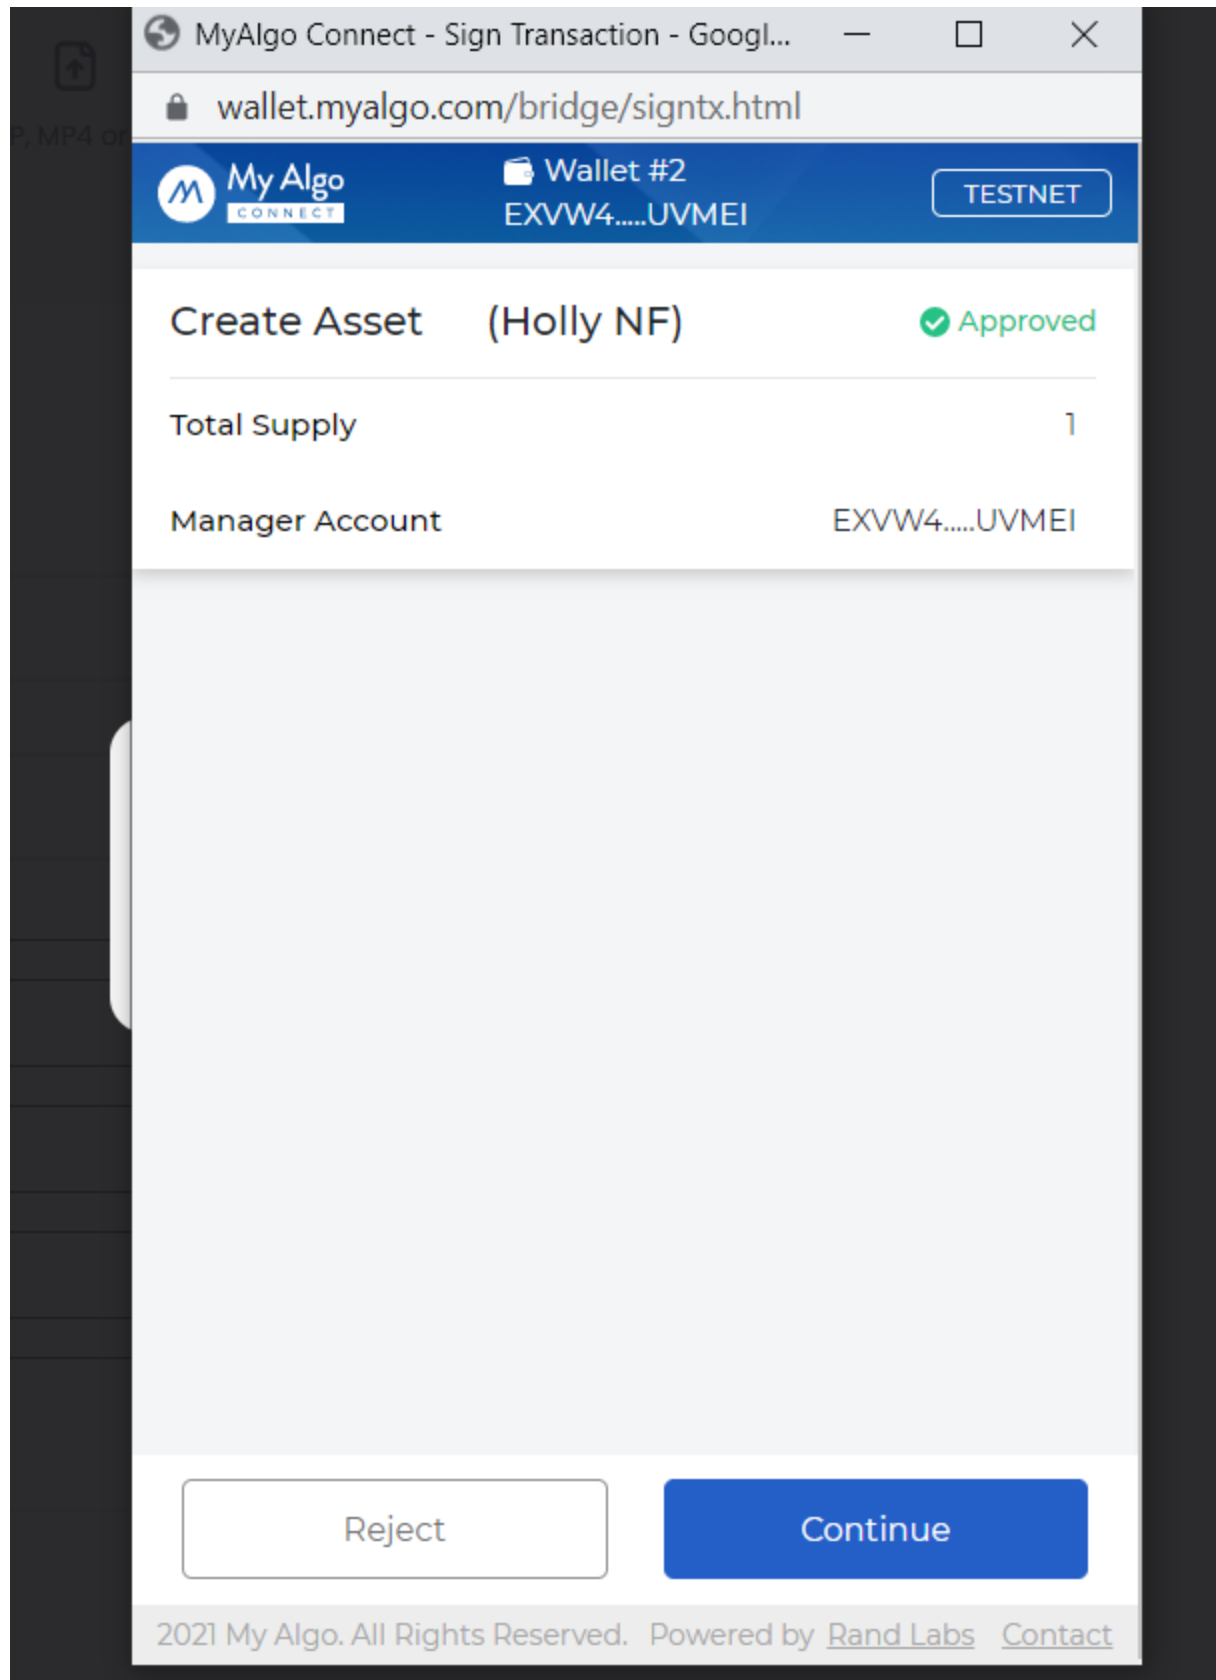 MyAlgo Connect - Sign Transaction - Googl...
wallet.myalgo.com/bridge/signtx.html
P, MP4 or
My Algo
CONNECT
Wallet #2
EXVW4.....UVMEI
TESTNET
Create Asset (Holly NF) Approved
Total Supply 1
Manager Account EXVW4.....UVMEI
Reject Continue
2021 My Algo. All Rights Reserved. Powered by Rand Labs Contact